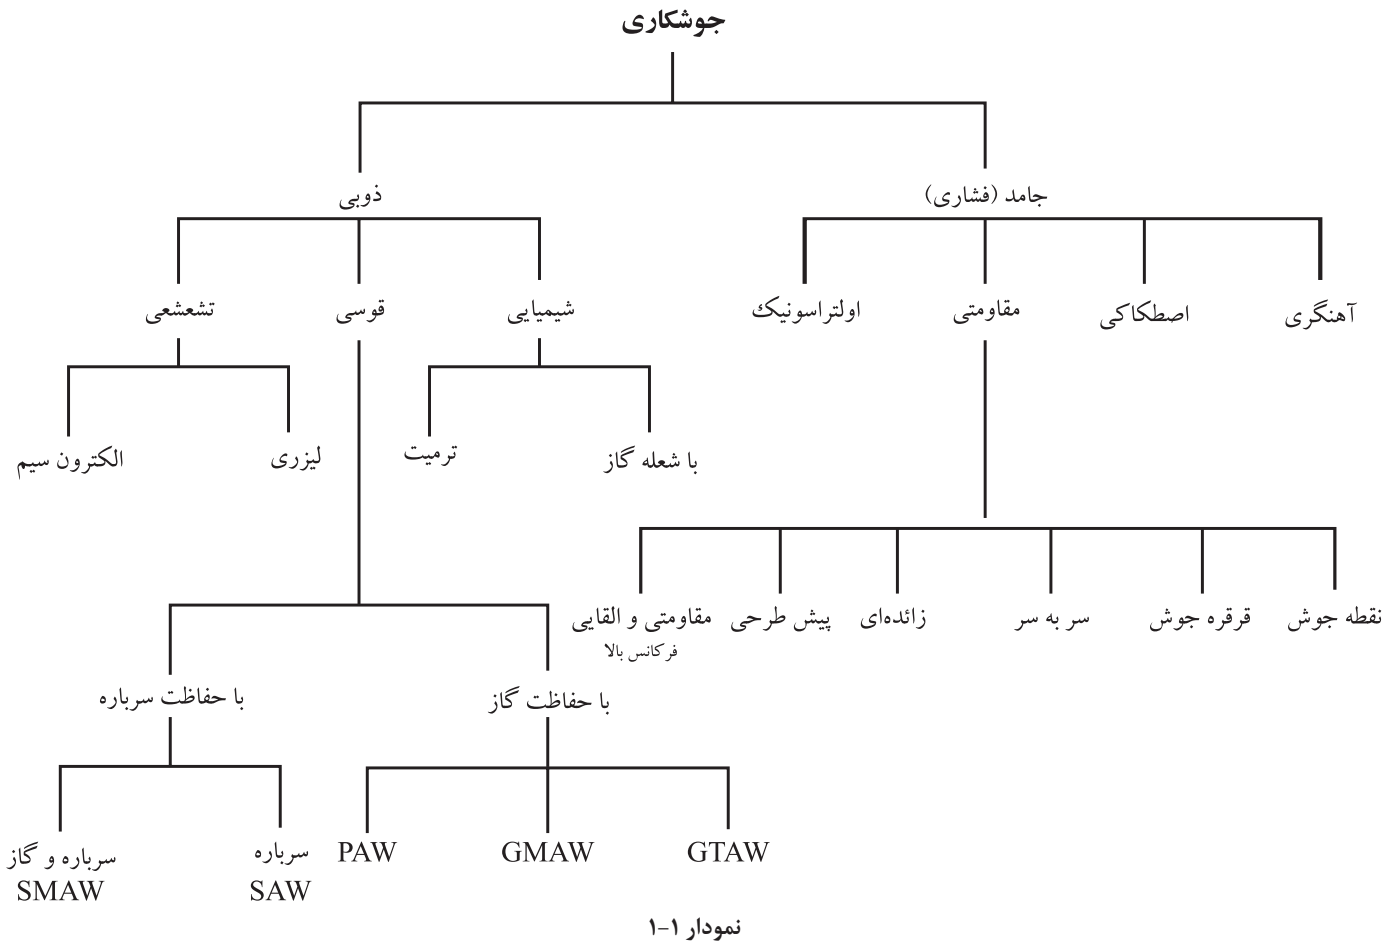 جوشکاری
جامد (فشاری)
ذوبی
آهنگری
اصطکاکی
مقاومتی
اولتراسونیک
شیمیایی
قوسی
تشعشعی
با شعله گاز
ترمیت
لیزری
الکترون سیم
نقطه جوش
قرقره جوش
سر به سر
زائده‌ای
پیش طرحی
مقاومتی و القایی
فرکانس بالا
با حفاظت گاز
با حفاظت سرباره
GTAW
GMAW
PAW
سرباره
SAW
سرباره و گاز
SMAW
نمودار ۱-۱